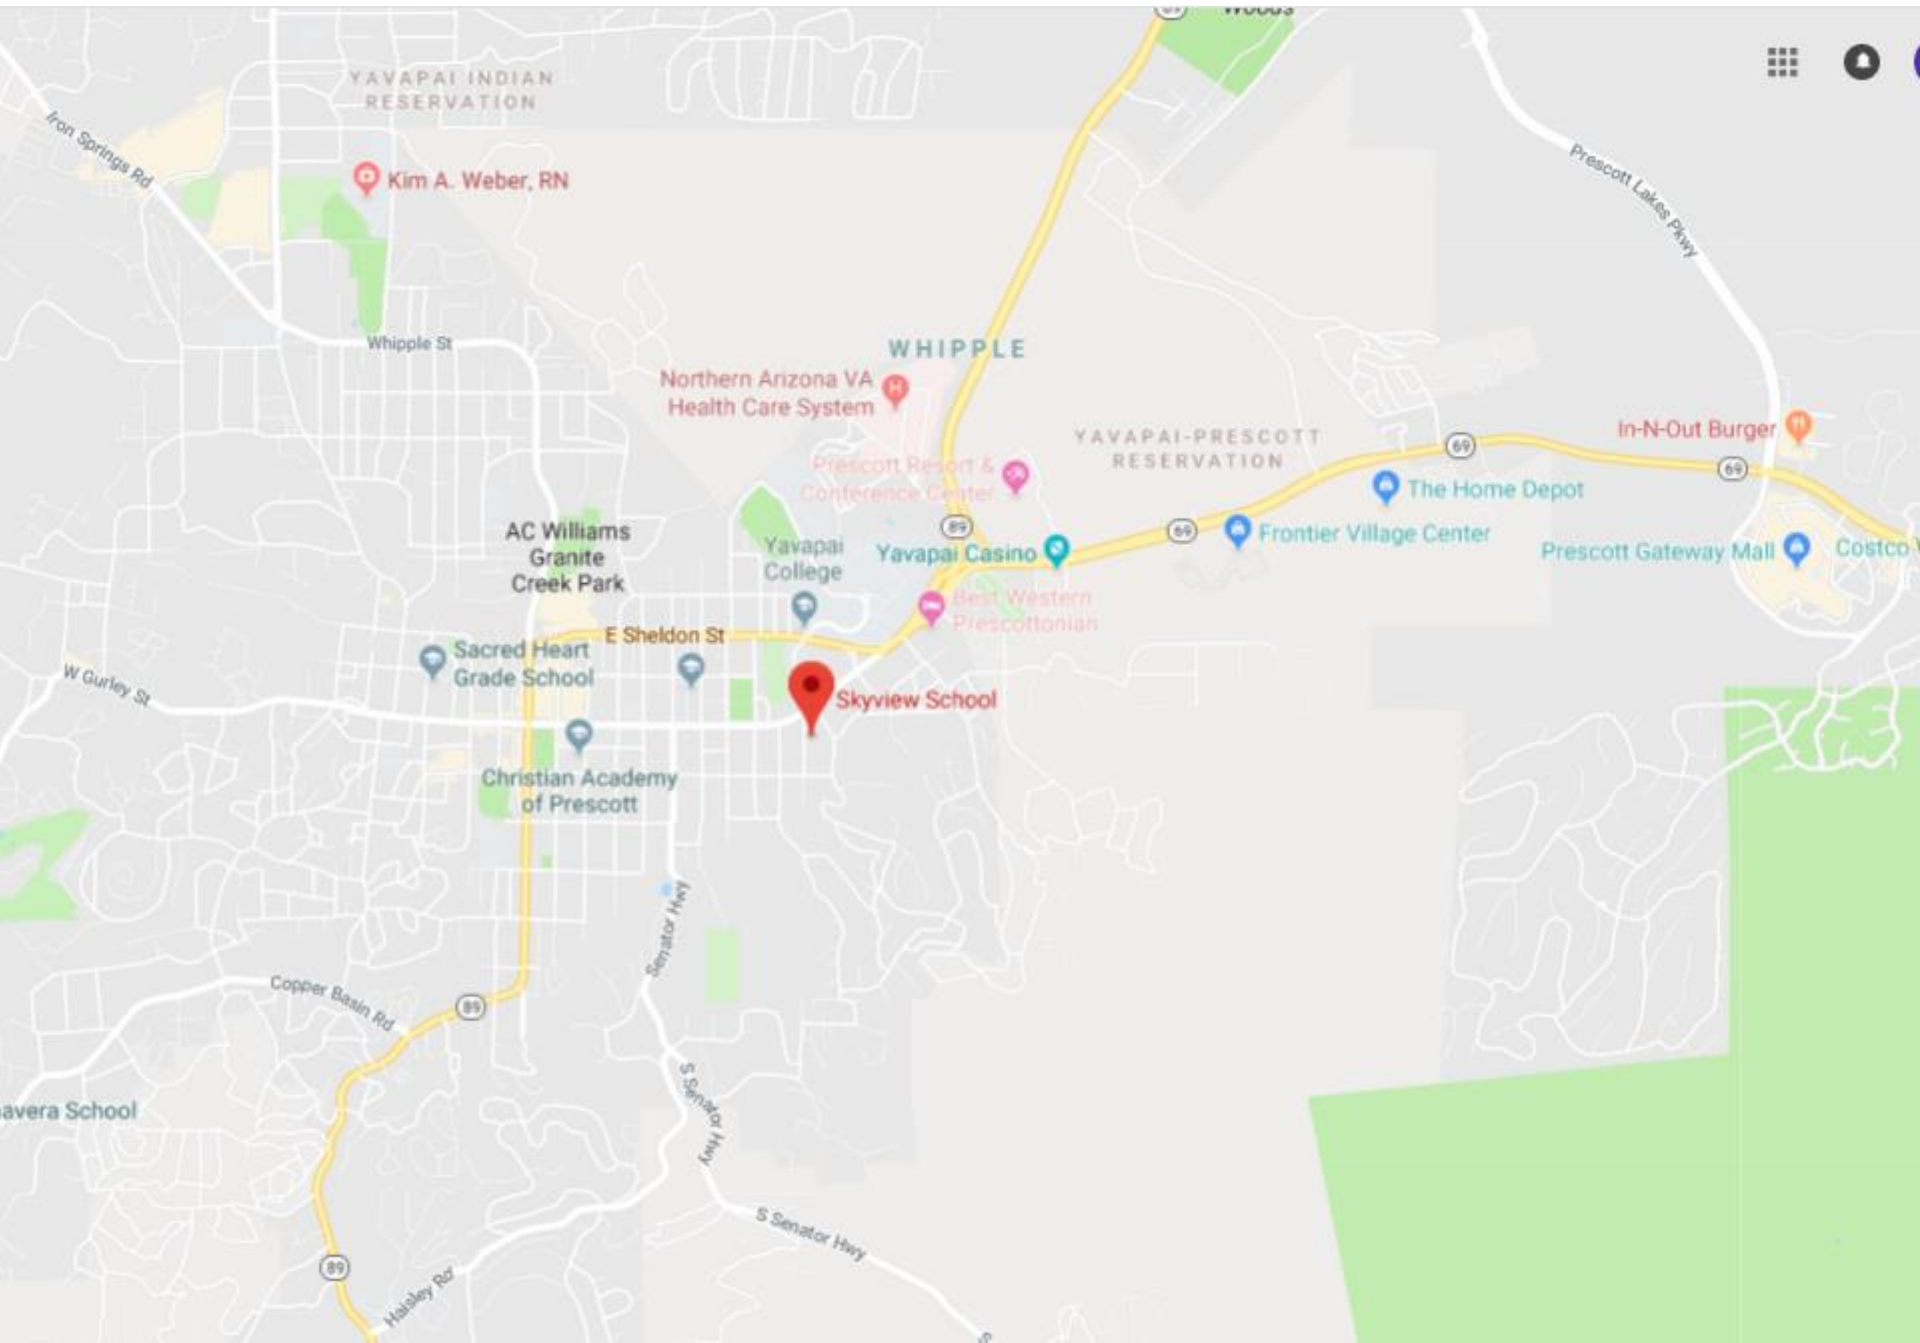 89
Woods
YAVAPAI INDIAN
RESERVATION
Iron Springs Rd
Kim A. Weber, RN
Prescott Lakes Pkwy
Whipple St
WHIPPLE
Northern Arizona VA
Health Care System
YAVAPAI-PRESCOTT
RESERVATION
In-N-Out Burger
69
69
Prescott Resort &
Conference Center
The Home Depot
89
69
Frontier Village Center
AC Williams
Granite
Creek Park
Yavapai
College
Yavapai Casino
Prescott Gateway Mall
Costco
Best Western
Prescottonian
E Sheldon St
Sacred Heart
Grade School
W Gurley St
Skyview School
Christian Academy
of Prescott
Senator Hwy
Copper Basin Rd
89
S Senator Hwy
avera School
S Senator Hwy
89
Haisley Rd
S